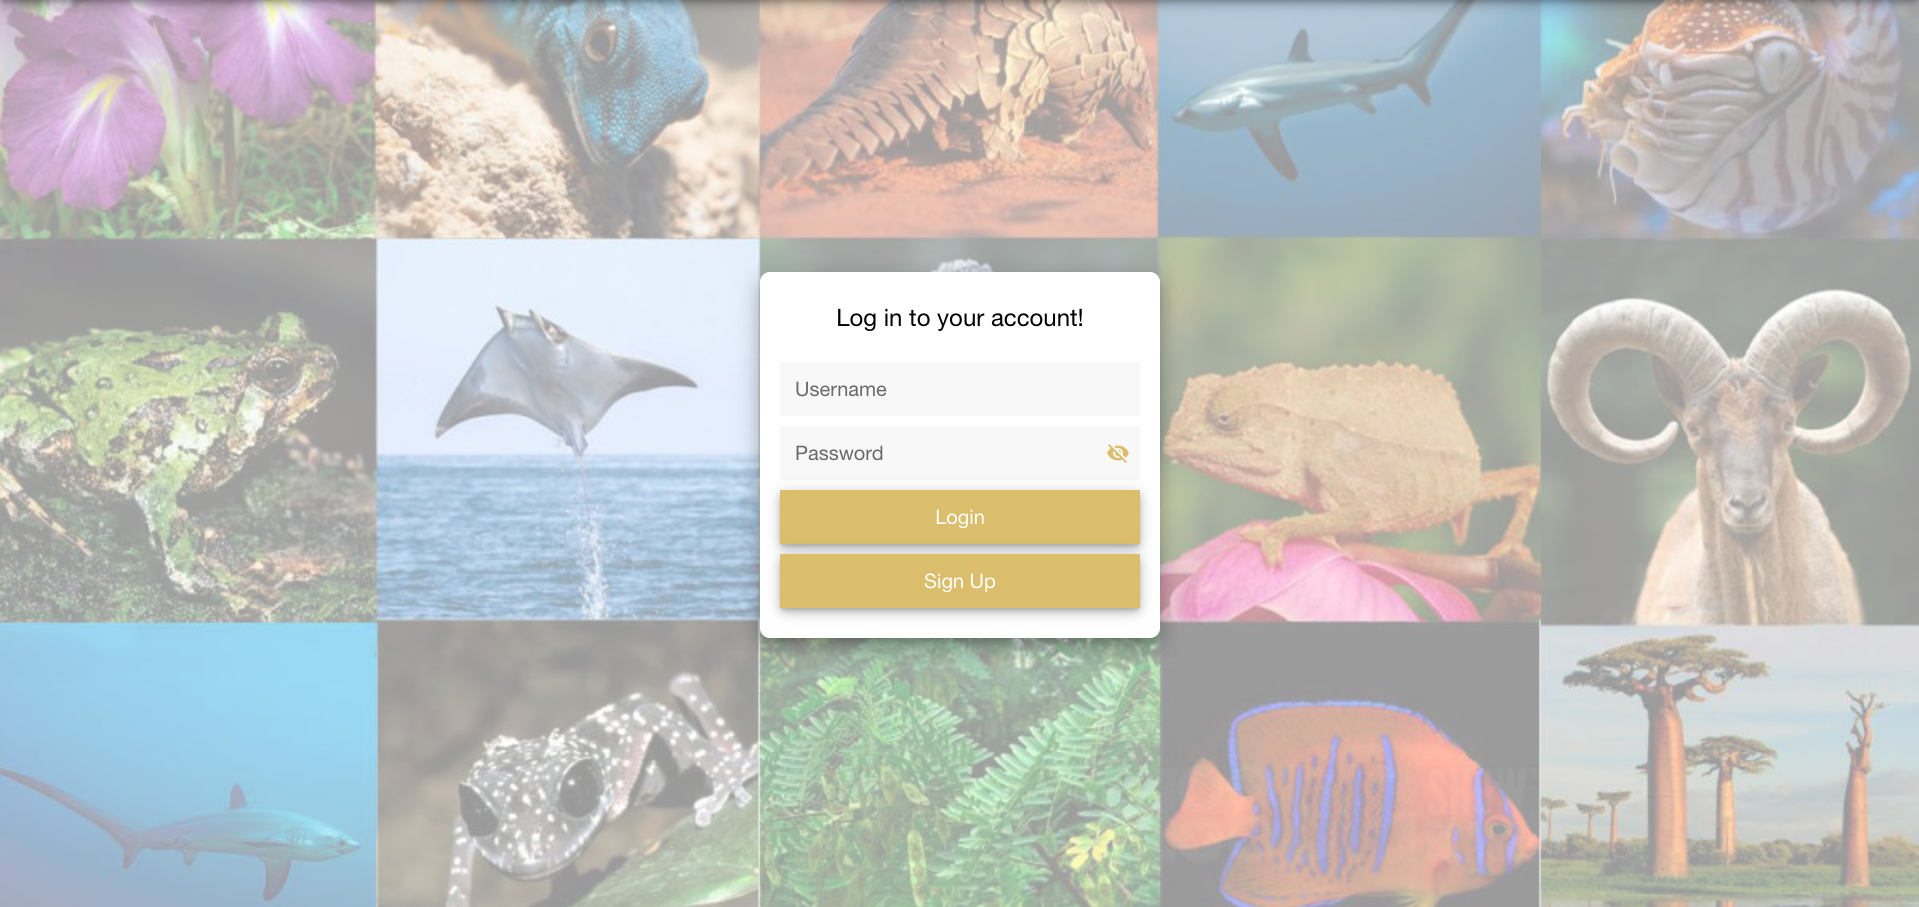 Log in to your account!
Username
Password
Login
Sign Up